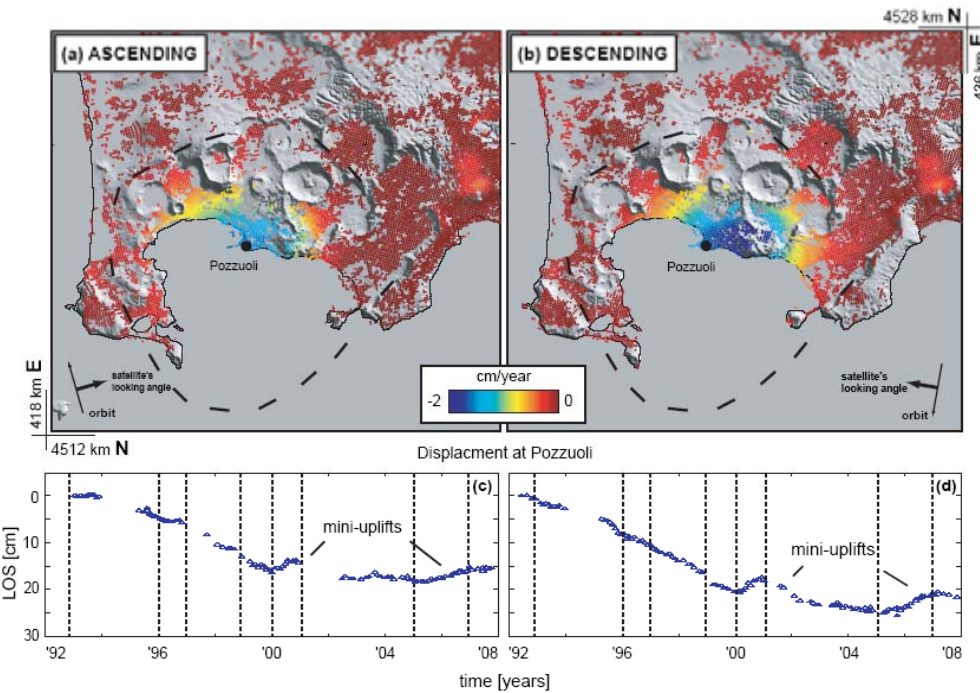 4528 km N
E
436 km
(a) ASCENDING
(b) DESCENDING
Pozzuoli
Pozzuoli
satellite's
looking angle
orbit
satellite's
looking angle
orbit
cm/year
-2
0
418 km E
4512 km N
Displacment at Pozzuoli
(c)
(d)
mini-uplifts
mini-uplifts
LOS [cm]
0
10
20
30
'92
'96
'00
'04
'08
'92
'96
'00
'04
'08
time [years]